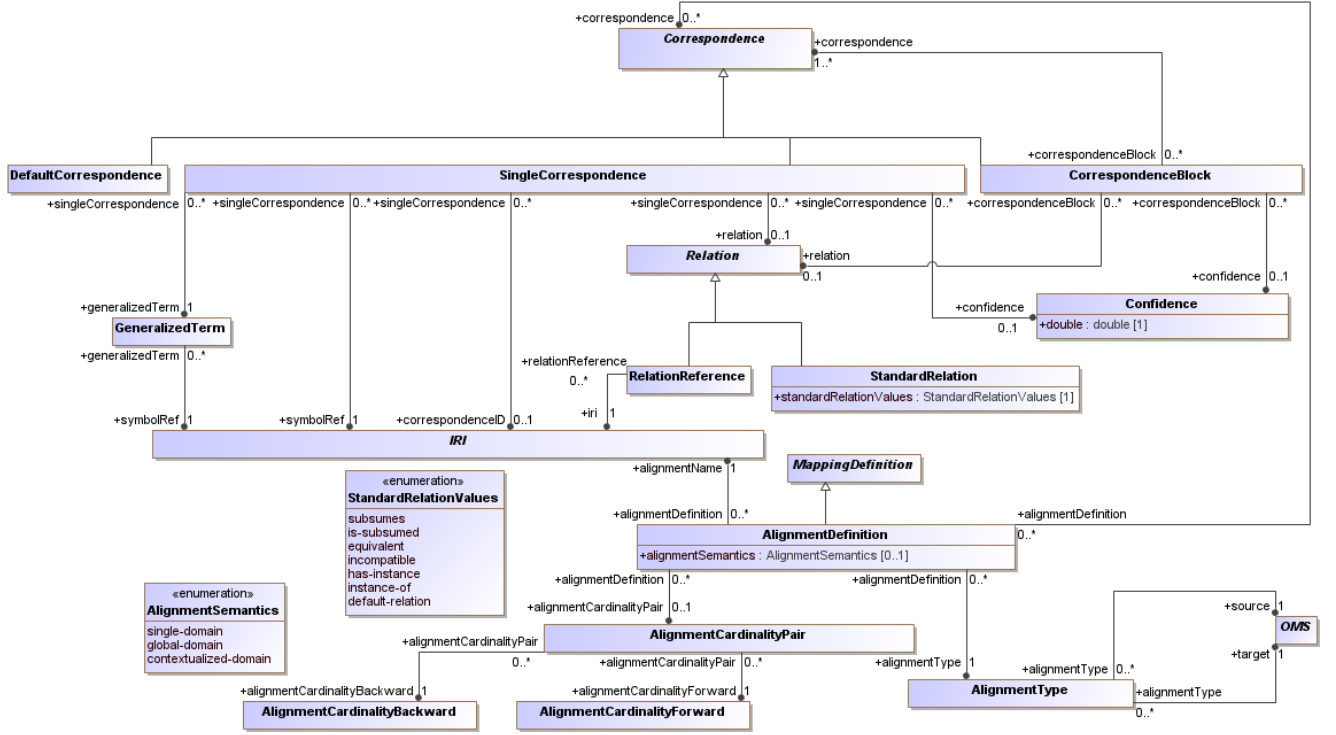 +correspondence 0..*
Correspondence
+correspondence
1..*
+correspondenceBlock 0..*
DefaultCorrespondence
SingleCorrespondence
CorrespondenceBlock
+singleCorrespondence 0..*
+singleCorrespondence 0..*
+singleCorrespondence 0..*
+singleCorrespondence 0..*
+singleCorrespondence 0..*
+correspondenceBlock 0..*
+correspondenceBlock 0..*
+relation 0..1
Relation
+relation
0..1
+confidence 0..1
+generalizedTerm 1
+confidence
0..1
Confidence
+double : double [1]
GeneralizedTerm
+generalizedTerm 0..*
+relationReference
0..*
RelationReference
StandardRelation
+standardRelationValues : StandardRelationValues [1]
+symbolRef 1
+symbolRef 1
+correspondenceID 0..1
+iri 1
IRI
+alignmentName 1
MappingDefinition
«enumeration»
StandardRelationValues
subsumes
is-subsumed
equivalent
incompatible
has-instance
instance-of
default-relation
+alignmentDefinition 0..*
+alignmentDefinition
0..*
AlignmentDefinition
+alignmentSemantics : AlignmentSemantics [0..1]
+alignmentDefinition 0..*
+alignmentDefinition 0..*
«enumeration»
AlignmentSemantics
single-domain
global-domain
contextualized-domain
+alignmentCardinalityPair 0..1
+source 1
OMS
+target 1
AlignmentCardinalityPair
+alignmentCardinalityPair
0..*
+alignmentCardinalityPair 0..*
+alignmentType 1
+alignmentType 0..*
AlignmentType
+alignmentType
0..*
+alignmentCardinalityBackward 1
+alignmentCardinalityForward 1
AlignmentCardinalityBackward
AlignmentCardinalityForward